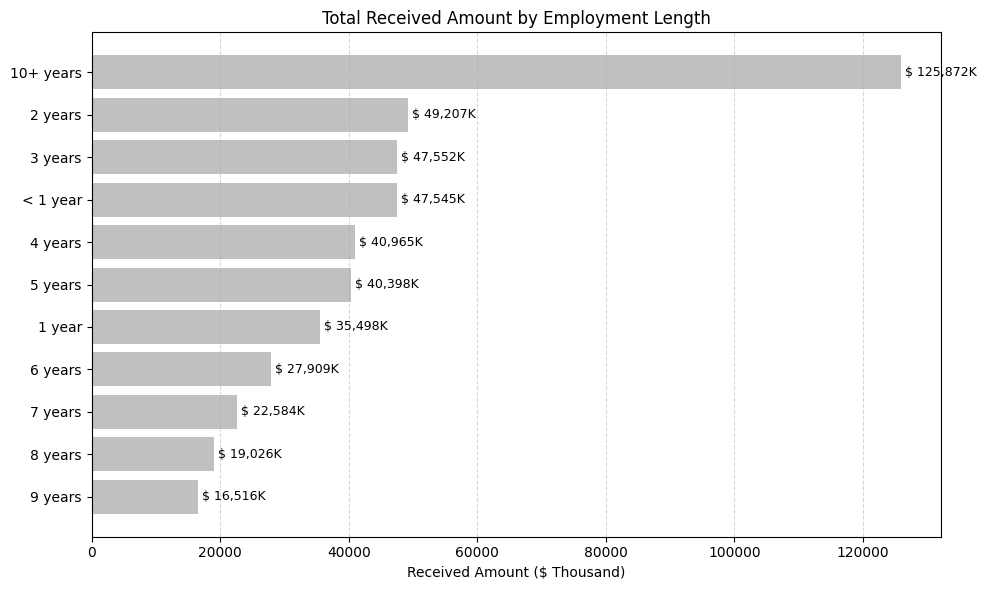 Total Received Amount by Employment Length
10+ years $ 125,872K
2 years $ 49,207K
3 years $ 47,552K
< 1 year $ 47,545K
4 years $ 40,965K
5 years $ 40,398K
1 year $ 35,498K
6 years $ 27,909K
7 years $ 22,584K
8 years $ 19,026K
9 years $ 16,516K
0 20000 40000 60000 80000 100000 120000
Received Amount ($ Thousand)